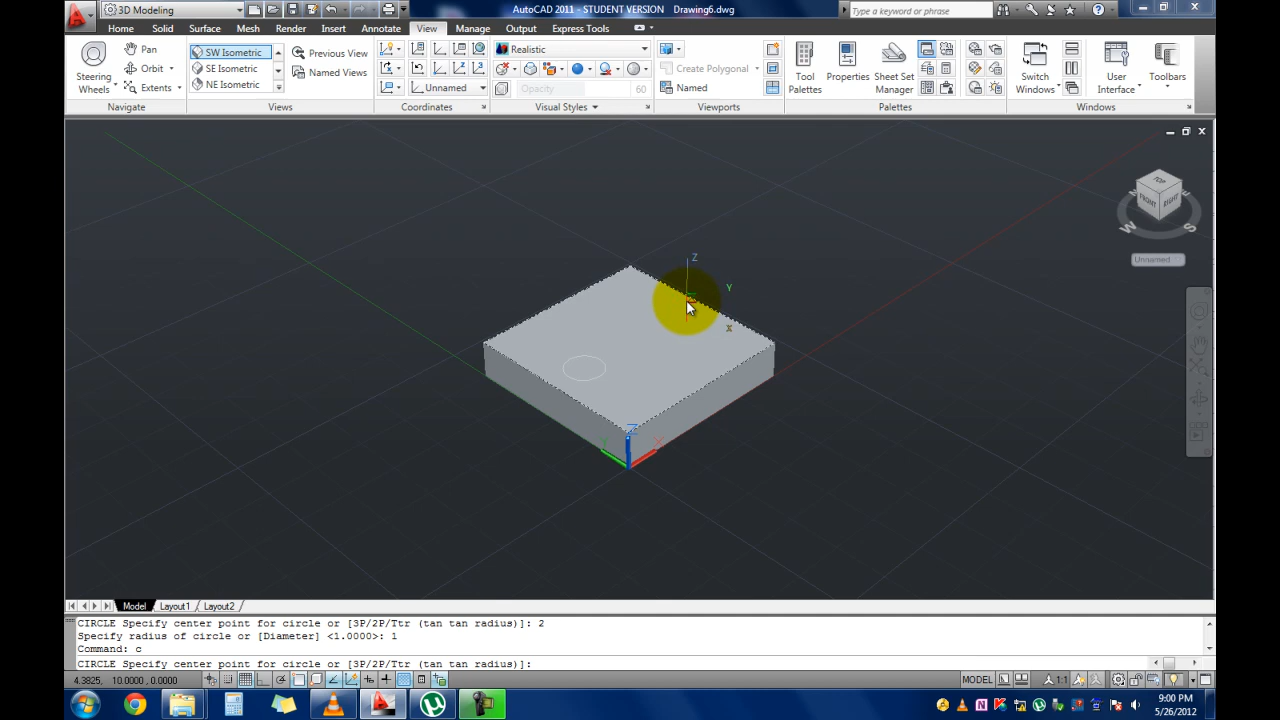 3D Modeling
AutoCAD 2011 - STUDENT VERSION Drawing6.dwg
Type a keyword or phrase
Home Solid Surface Mesh Render Insert Annotate View Manage Output Express Tools
Steering Wheels
Pan
Orbit
Extents
SW Isometric
SE Isometric
NE Isometric
Previous View
Named Views
Unnamed
Realistic
Opacity 60
Create Polygonal
Named
Tool Palettes
Properties
Sheet Set Manager
Switch Windows
User Interface
Toolbars
Navigate Views Coordinates Visual Styles Viewports Palettes Windows
TOP
FRONT RIGHT
W S
Unnamed
Z
Y
X
Z
Y X
Model Layout1 Layout2
CIRCLE Specify center point for circle or [3P/2P/Ttr (tan tan radius)]: 2
Specify radius of circle or [Diameter] <1.0000>: 1
Command: c
CIRCLE Specify center point for circle or [3P/2P/Ttr (tan tan radius)]:
4.3825, 10.0000, 0.0000
MODEL
1:1
9:00 PM
5/26/2012